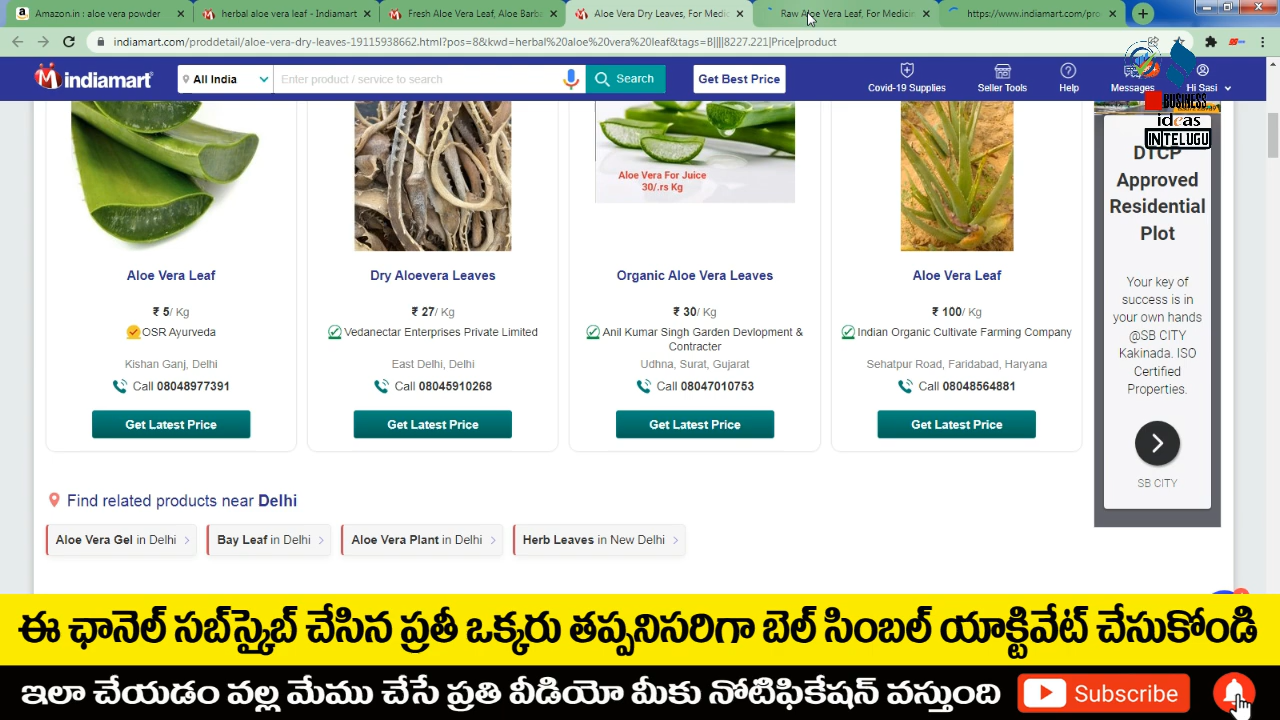 Amazon.in : aloe vera powder
herbal aloe vera leaf - Indiamart
Fresh Aloe Vera Leaf, Aloe Barb
Aloe Vera Dry Leaves, For Medic
Raw Aloe Vera Leaf, For Medicin
https://www.indiamart.com/pro
indiamart.com/proddetail/aloe-vera-dry-leaves-19115938662.html?pos=8&kwd=herbal%20aloe%20vera%20leaf&tags=B||||8227.221|Price|product
indiamart
All India
Enter product / service to search
Search
Get Best Price
Covid-19 Supplies
Seller Tools
Help
Messages
Hi Sasi
BUSINESS
ideas
IN TELUGU
Aloe Vera For Juice
30/.rs Kg
Aloe Vera Leaf
₹ 5/ Kg
OSR Ayurveda
Kishan Ganj, Delhi
Call 08048977391
Get Latest Price
Dry Aloevera Leaves
₹ 27/ Kg
Vedanectar Enterprises Private Limited
East Delhi, Delhi
Call 08045910268
Get Latest Price
Organic Aloe Vera Leaves
₹ 30/ Kg
Anil Kumar Singh Garden Devlopment &
Contracter
Udhna, Surat, Gujarat
Call 08047010753
Get Latest Price
Aloe Vera Leaf
₹ 100/ Kg
Indian Organic Cultivate Farming Company
Sehatpur Road, Faridabad, Haryana
Call 08048564881
Get Latest Price
DTCP
Approved
Residential
Plot
Your key of
success is in
your own hands
@SB CITY
Kakinada. ISO
Certified
Properties.
SB CITY
Find related products near Delhi
Aloe Vera Gel in Delhi
Bay Leaf in Delhi
Aloe Vera Plant in Delhi
Herb Leaves in New Delhi
ఈ ఛానెల్ సబ్‌స్క్రైబ్ చేసిన ప్రతీ ఒక్కరు తప్పనిసరిగా బెల్ సింబల్ యాక్టివేట్ చేసుకోండి
ఇలా చేయడం వల్ల మేము చేసే ప్రతి వీడియో మీకు నోటిఫికేషన్ వస్తుంది
Subscribe